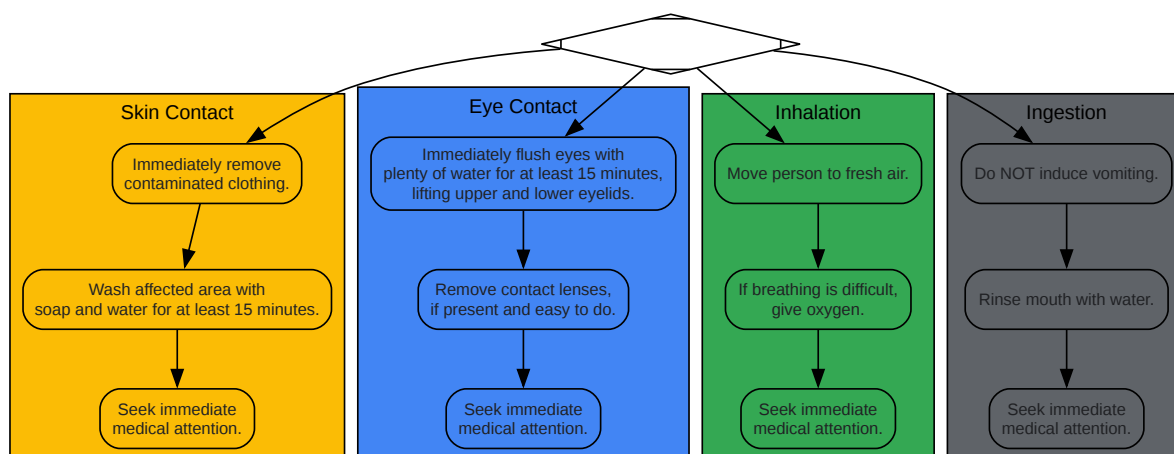 Skin Contact
Immediately remove
contaminated clothing.
Wash affected area with
soap and water for at least 15 minutes.
Seek immediate
medical attention.
Eye Contact
Immediately flush eyes with
plenty of water for at least 15 minutes,
lifting upper and lower eyelids.
Remove contact lenses,
if present and easy to do.
Seek immediate
medical attention.
Inhalation
Move person to fresh air.
If breathing is difficult,
give oxygen.
Seek immediate
medical attention.
Ingestion
Do NOT induce vomiting.
Rinse mouth with water.
Seek immediate
medical attention.